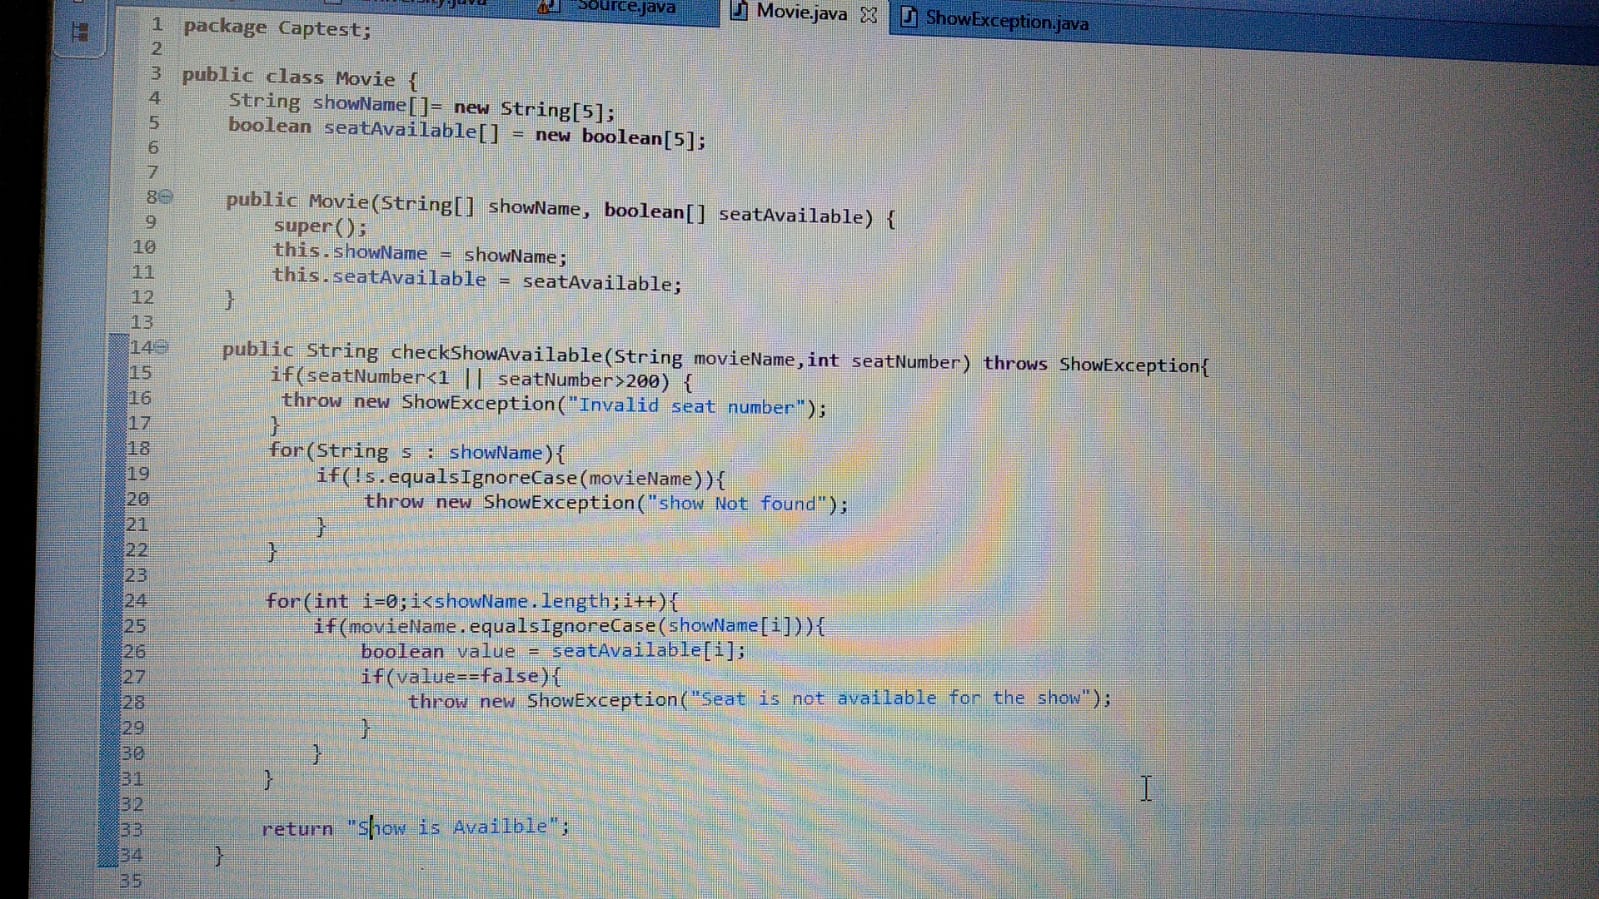 Source.java Movie.java ShowException.java
1 package Captest;
2
3 public class Movie {
4 String showName[]= new String[5];
5 boolean seatAvailable[] = new boolean[5];
6
7
8 public Movie(String[] showName, boolean[] seatAvailable) {
9 super();
10 this.showName = showName;
11 this.seatAvailable = seatAvailable;
12 }
13
14 public String checkShowAvailable(String movieName,int seatNumber) throws ShowException{
15 if(seatNumber<1 || seatNumber>200) {
16 throw new ShowException("Invalid seat number");
17 }
18 for(String s : showName){
19 if(!s.equalsIgnoreCase(movieName)){
20 throw new ShowException("show Not found");
21 }
22 }
23
24 for(int i=0;i<showName.length;i++){
25 if(movieName.equalsIgnoreCase(showName[i])){
26 boolean value = seatAvailable[i];
27 if(value==false){
28 throw new ShowException("Seat is not available for the show");
29 }
30 }
31 }
32
33 return "Show is Availble";
34 }
35